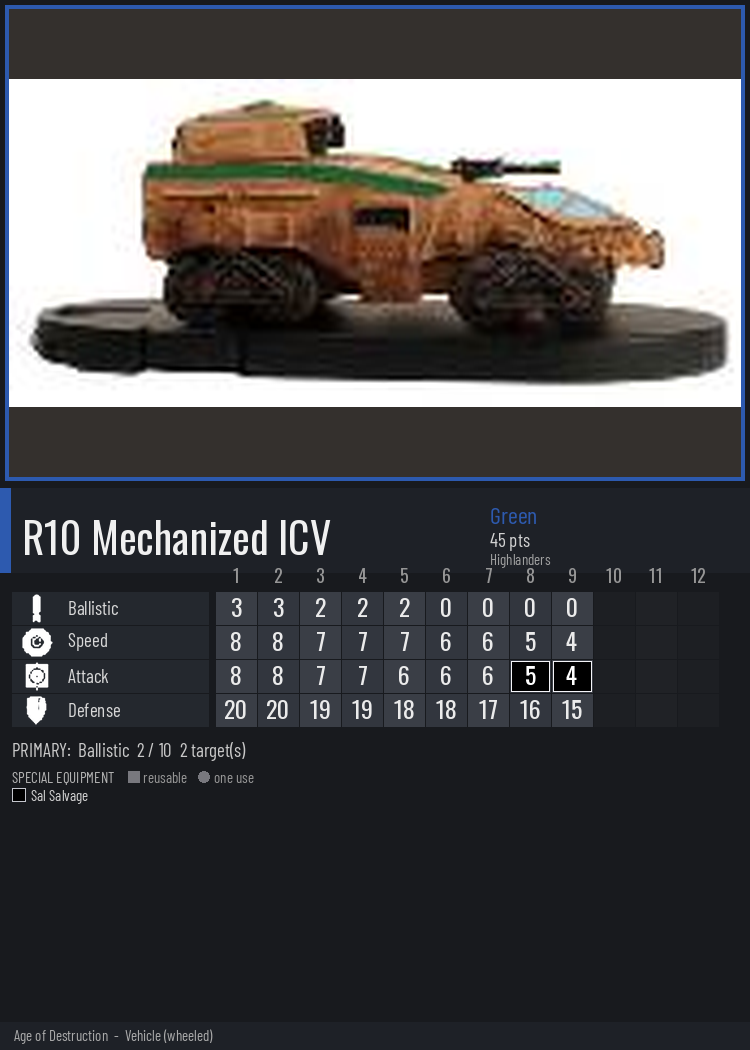 R10 Mechanized ICV
Green
45 pts
Highlanders
1 2 3 4 5 6 7 8 9 10 11 12
Ballistic 3 3 2 2 2 0 0 0 0
Speed 8 8 7 7 7 6 6 5 4
Attack 8 8 7 7 6 6 6 5 4
Defense 20 20 19 19 18 18 17 16 15
PRIMARY: Ballistic 2 / 10 2 target(s)
SPECIAL EQUIPMENT reusable one use
Sal Salvage
Age of Destruction - Vehicle (wheeled)